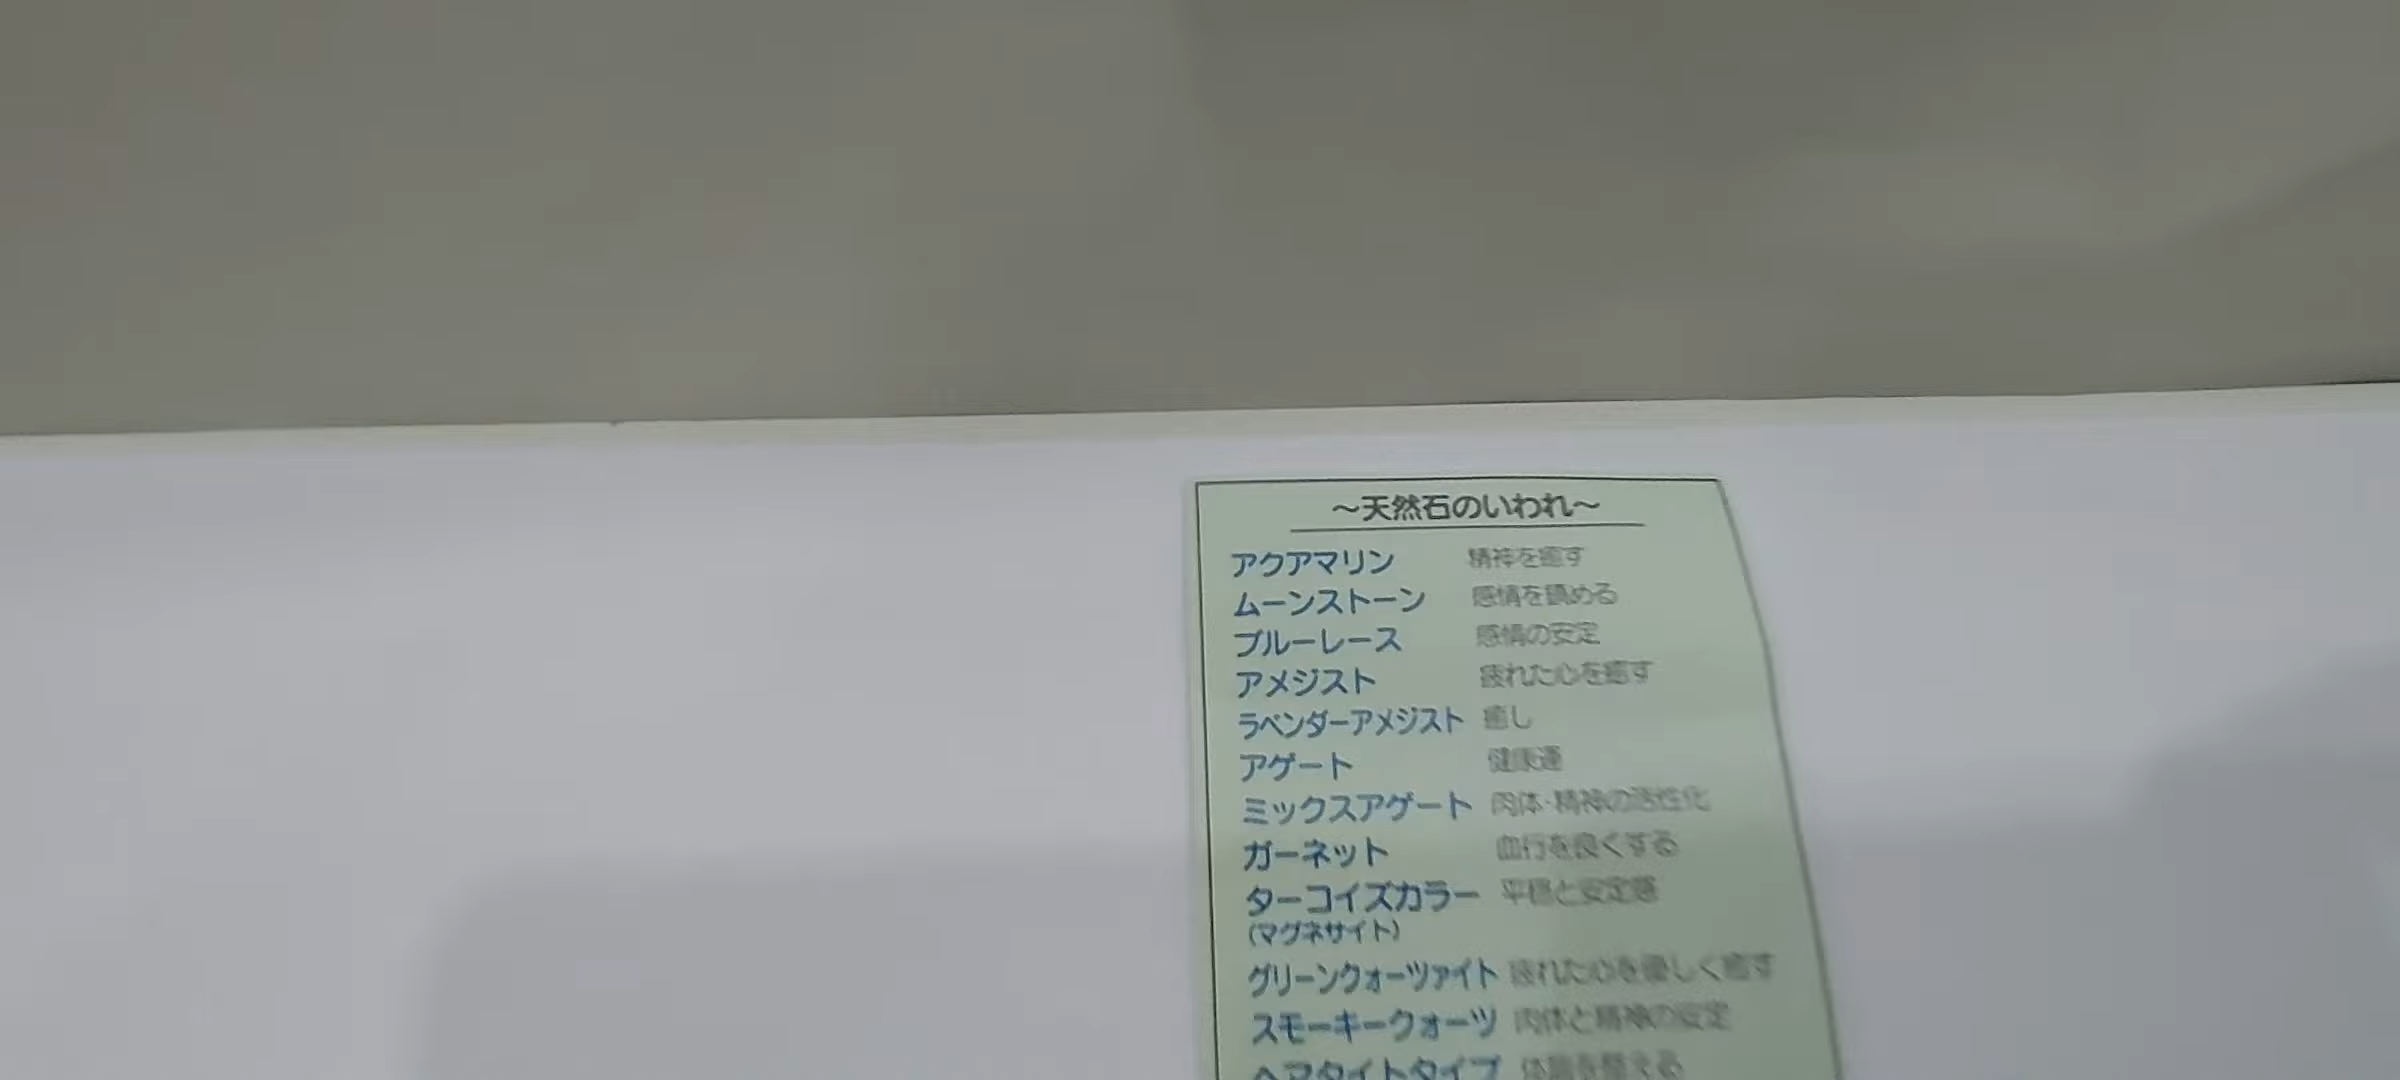 ～天然石のいわれ～
アクアマリン 精神を癒す
ムーンストーン 感情を鎮める
ブルーレース 感情の安定
アメジスト 疲れた心を癒す
ラベンダーアメジスト 癒し
アゲート 健康運
ミックスアゲート 肉体・精神の活性化
ガーネット 血行を良くする
ターコイズカラー 平穏と安定感
(マグネサイト)
グリーンクォーツァイト 疲れた心を優しく癒す
スモーキークォーツ 肉体と精神の安定
ヘマタイトタイプ